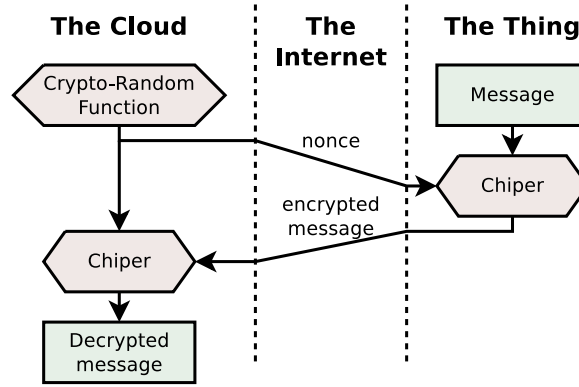 The Cloud
The
Internet
The Thing
Crypto-Random
Function
Message
nonce
Chiper
encrypted
message
Chiper
Decrypted
message